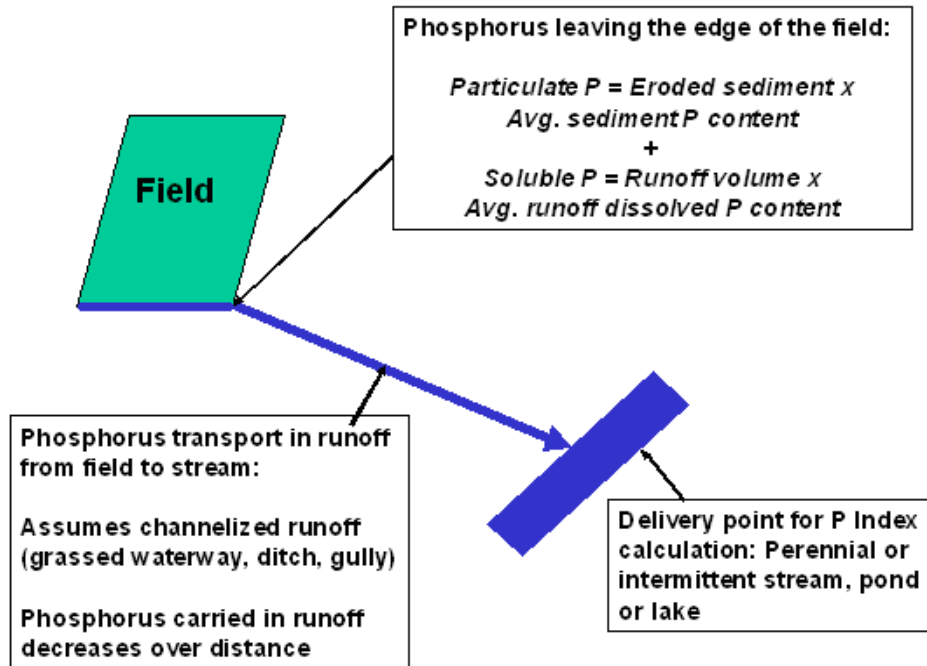 Phosphorus leaving the edge of the field:
Particulate P = Eroded sediment x
Avg. sediment P content
+
Soluble P = Runoff volume x
Avg. runoff dissolved P content
Field
Phosphorus transport in runoff
from field to stream:
Assumes channelized runoff
(grassed waterway, ditch, gully)
Phosphorus carried in runoff
decreases over distance
Delivery point for P Index
calculation: Perennial or
intermittent stream, pond
or lake